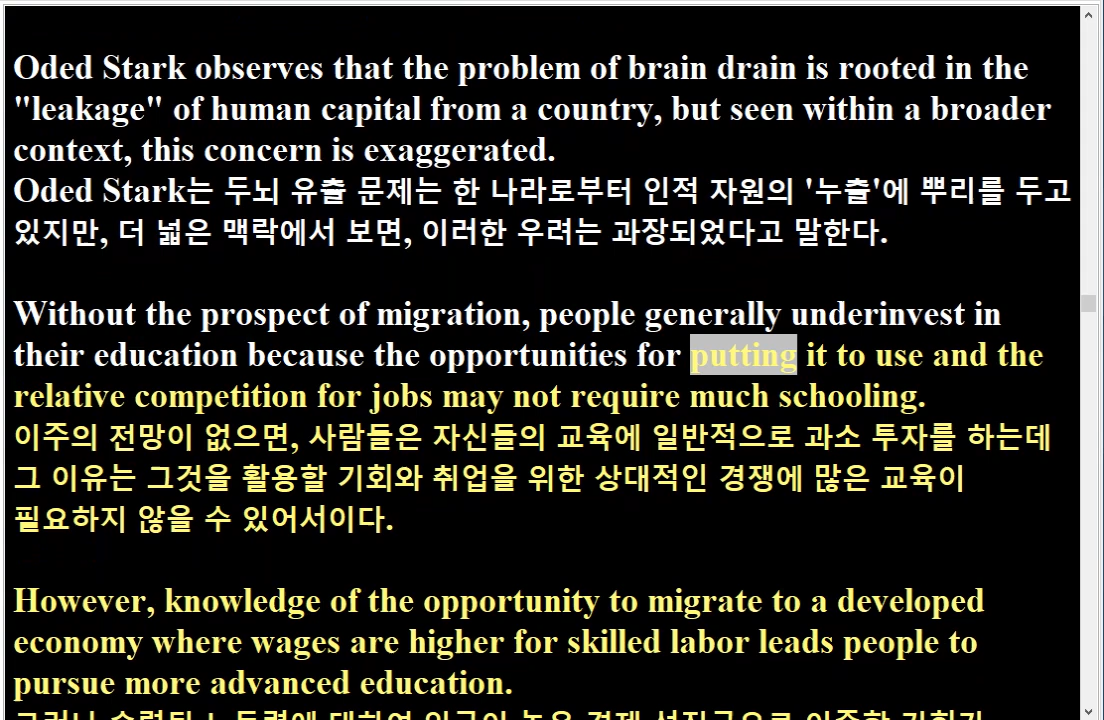 Oded Stark observes that the problem of brain drain is rooted in the
"leakage" of human capital from a country, but seen within a broader
context, this concern is exaggerated.
Oded Stark는 두뇌 유출 문제는 한 나라로부터 인적 자원의 '누출'에 뿌리를 두고
있지만, 더 넓은 맥락에서 보면, 이러한 우려는 과장되었다고 말한다.
Without the prospect of migration, people generally underinvest in
their education because the opportunities for putting it to use and the
relative competition for jobs may not require much schooling.
이주의 전망이 없으면, 사람들은 자신들의 교육에 일반적으로 과소 투자를 하는데
그 이유는 그것을 활용할 기회와 취업을 위한 상대적인 경쟁에 많은 교육이
필요하지 않을 수 있어서이다.
However, knowledge of the opportunity to migrate to a developed
economy where wages are higher for skilled labor leads people to
pursue more advanced education.